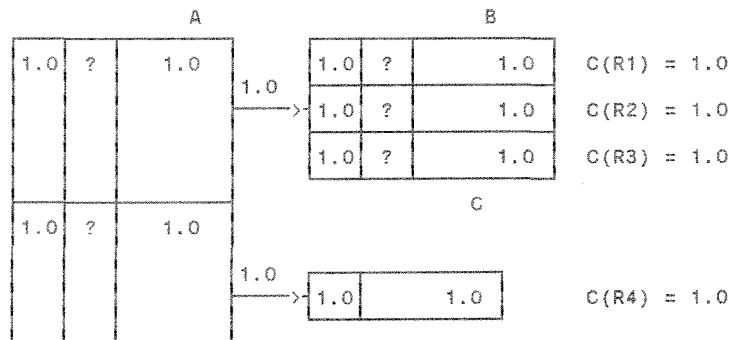 A B
1.0 ? 1.0 1.0 1.0 ? 1.0 C(R1) = 1.0
1.0 ? 1.0 C(R2) = 1.0
1.0 ? 1.0 C(R3) = 1.0
C
1.0 ? 1.0
1.0 1.0 1.0 C(R4) = 1.0